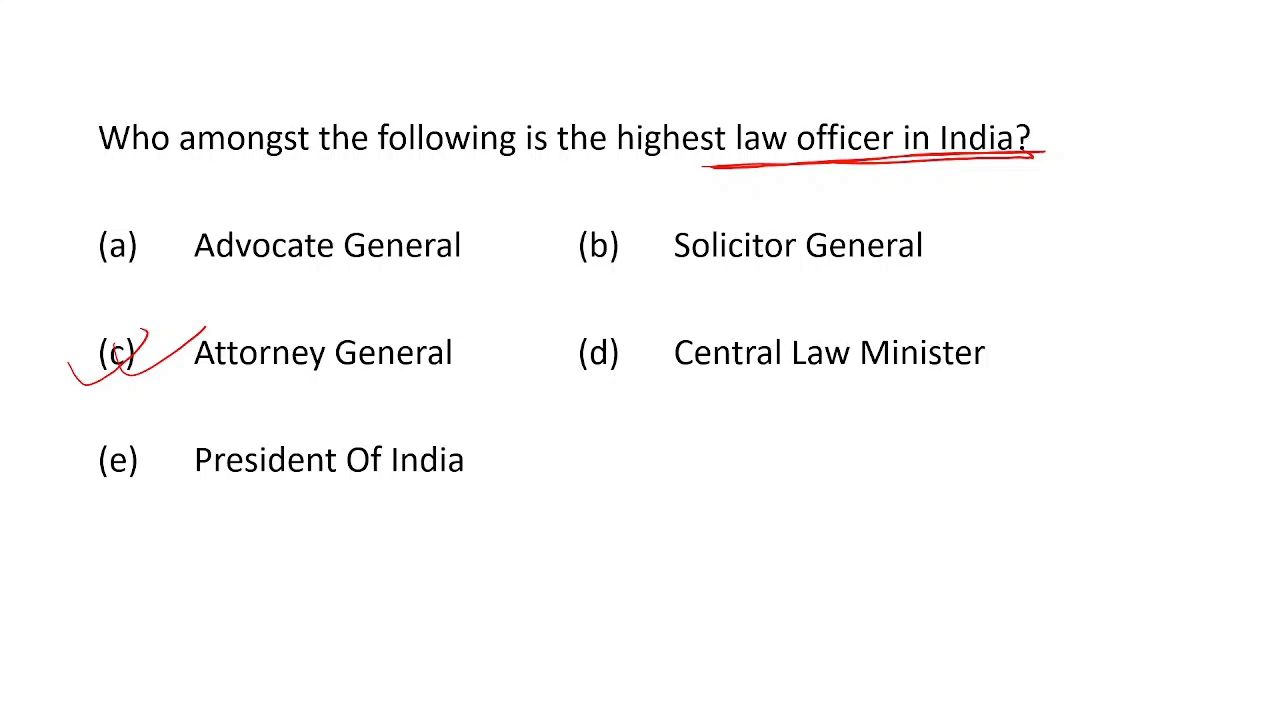 Who amongst the following is the highest law officer in India?
(a) Advocate General (b) Solicitor General
(c) Attorney General (d) Central Law Minister
(e) President Of India